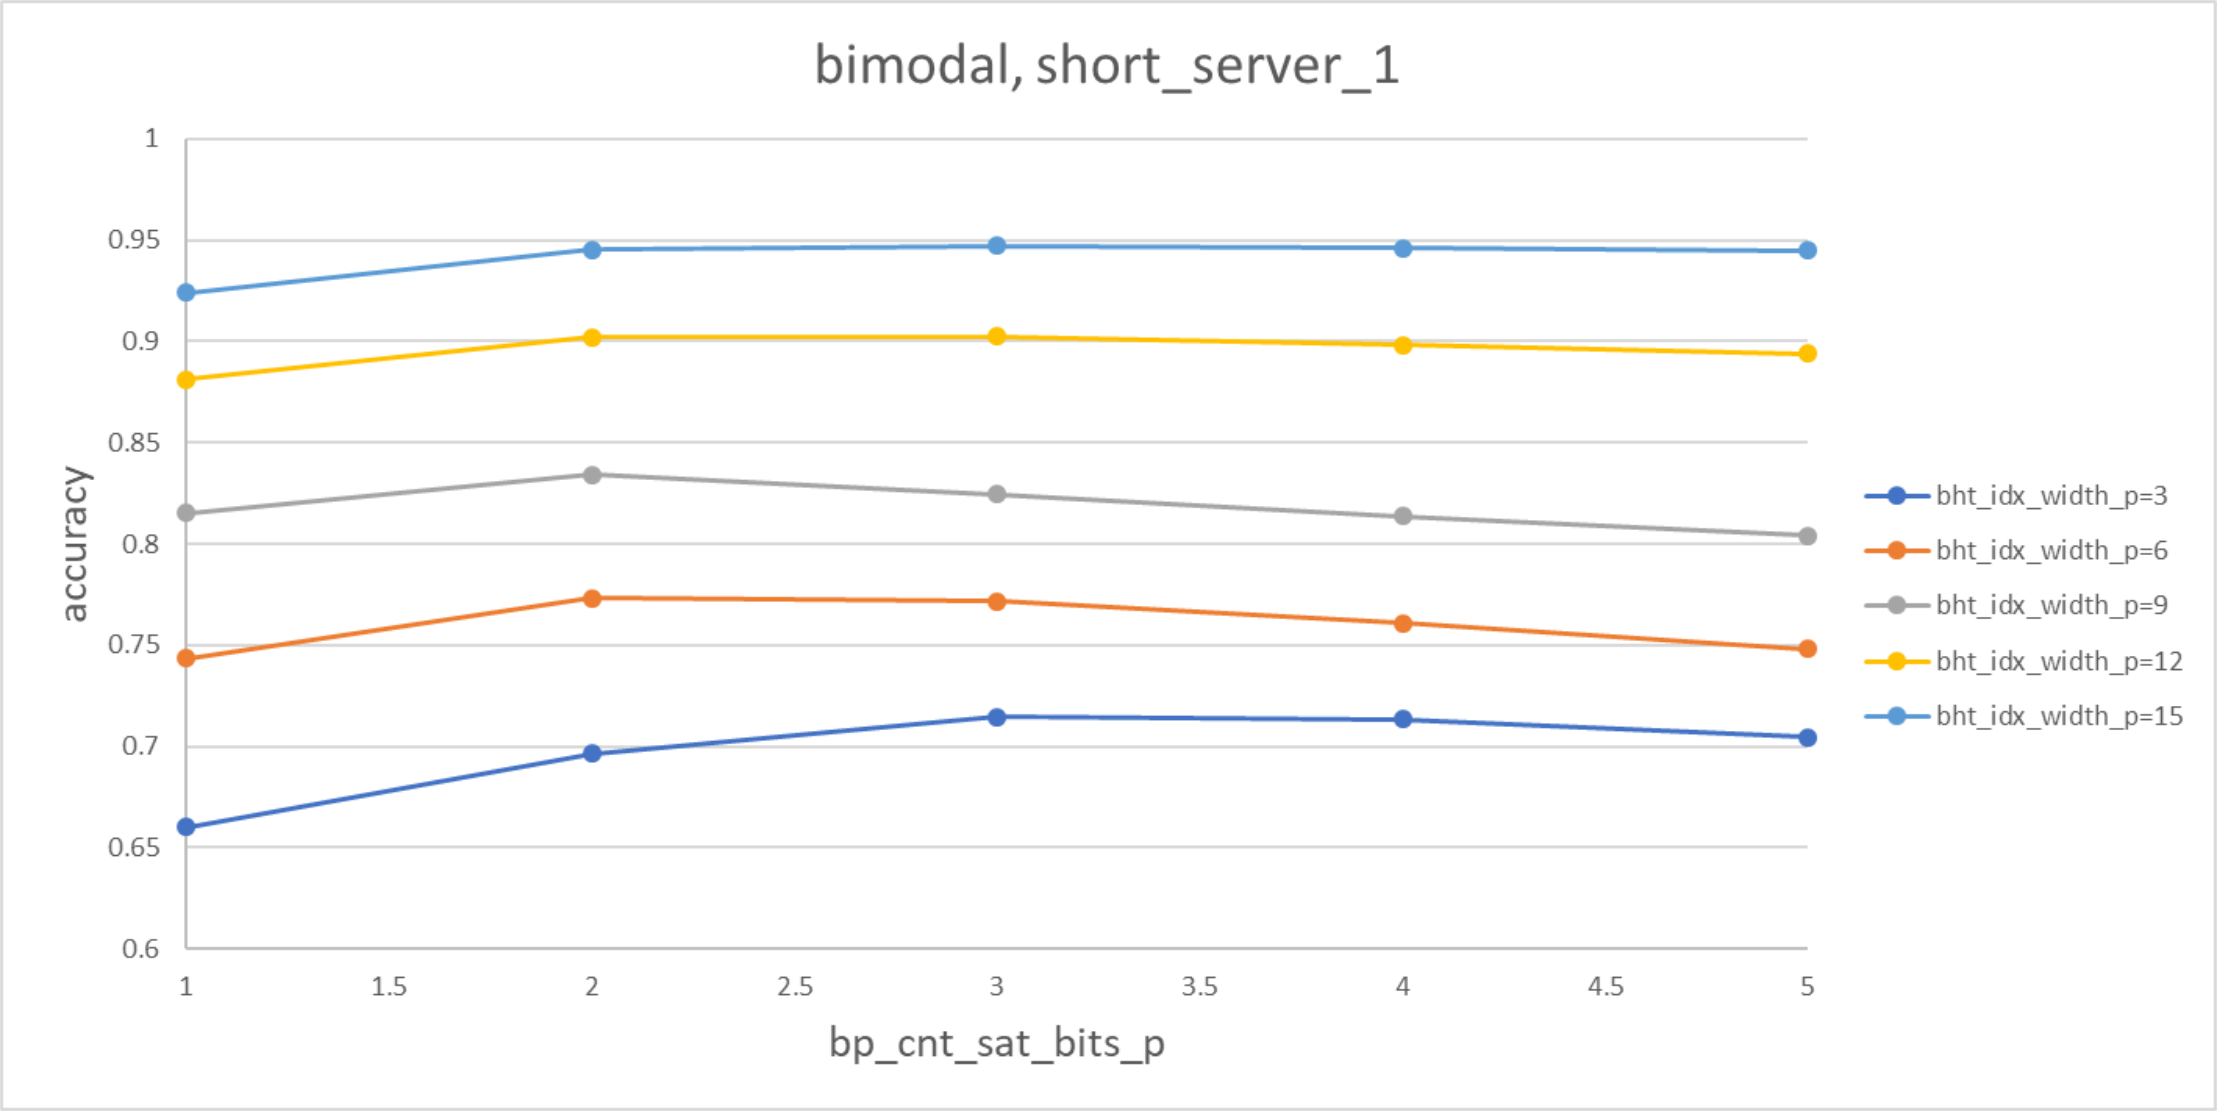 bimodal, short_server_1
1
0.95
0.9
0.85
0.8
0.75
0.7
0.65
0.6
accuracy
1 1.5 2 2.5 3 3.5 4 4.5 5
bp_cnt_sat_bits_p
bht_idx_width_p=3
bht_idx_width_p=6
bht_idx_width_p=9
bht_idx_width_p=12
bht_idx_width_p=15